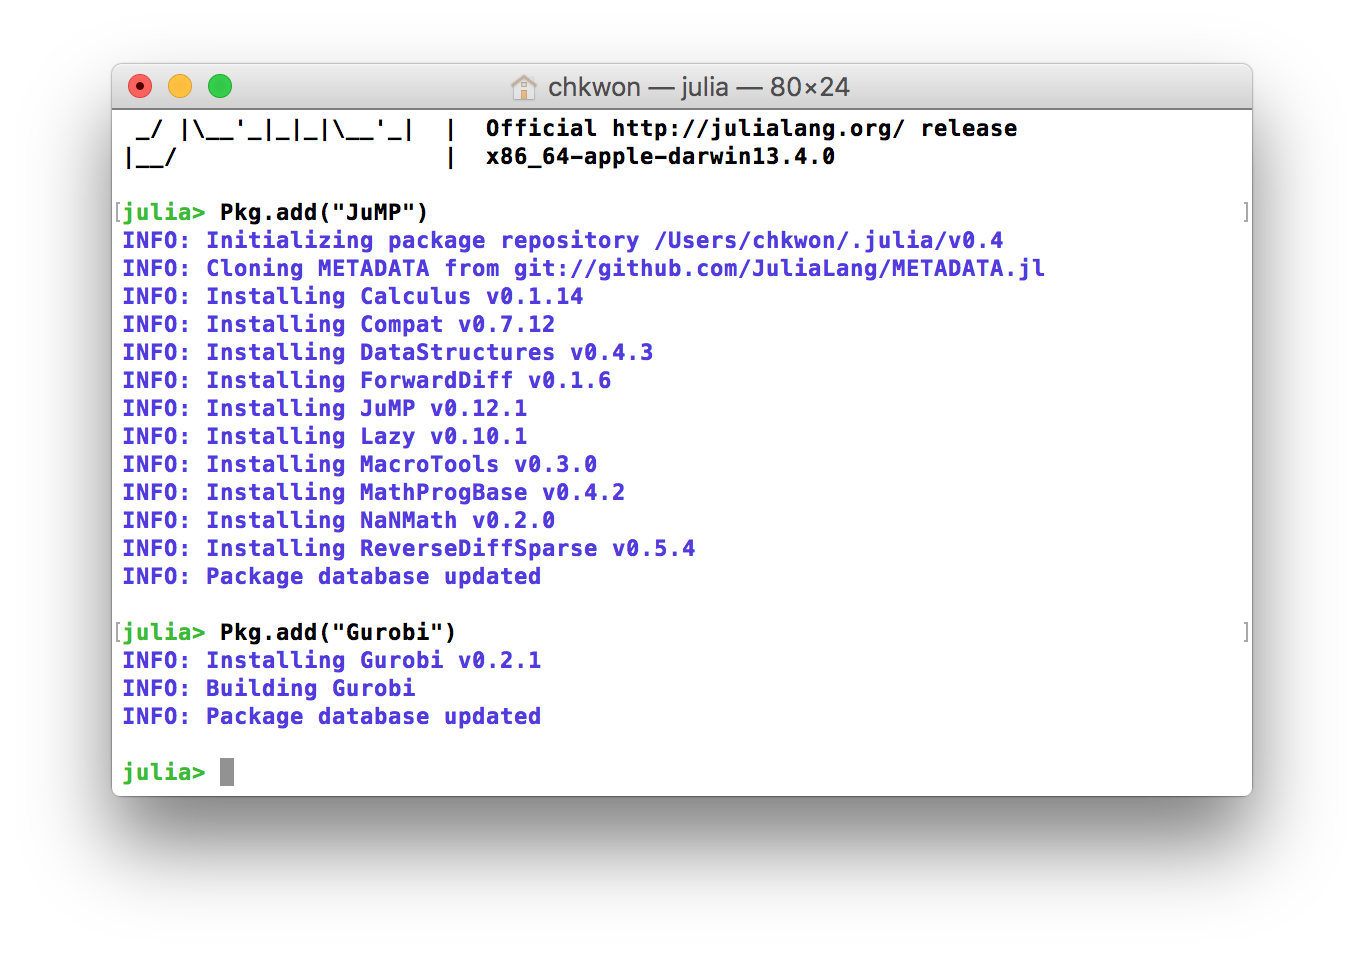 chkwon — julia — 80×24
 _/ |\__'_|_|_|\__'_|  |  Official http://julialang.org/ release
|__/                   |  x86_64-apple-darwin13.4.0
[julia> Pkg.add("JuMP") ]
INFO: Initializing package repository /Users/chkwon/.julia/v0.4
INFO: Cloning METADATA from git://github.com/JuliaLang/METADATA.jl
INFO: Installing Calculus v0.1.14
INFO: Installing Compat v0.7.12
INFO: Installing DataStructures v0.4.3
INFO: Installing ForwardDiff v0.1.6
INFO: Installing JuMP v0.12.1
INFO: Installing Lazy v0.10.1
INFO: Installing MacroTools v0.3.0
INFO: Installing MathProgBase v0.4.2
INFO: Installing NaNMath v0.2.0
INFO: Installing ReverseDiffSparse v0.5.4
INFO: Package database updated
[julia> Pkg.add("Gurobi") ]
INFO: Installing Gurobi v0.2.1
INFO: Building Gurobi
INFO: Package database updated
julia>